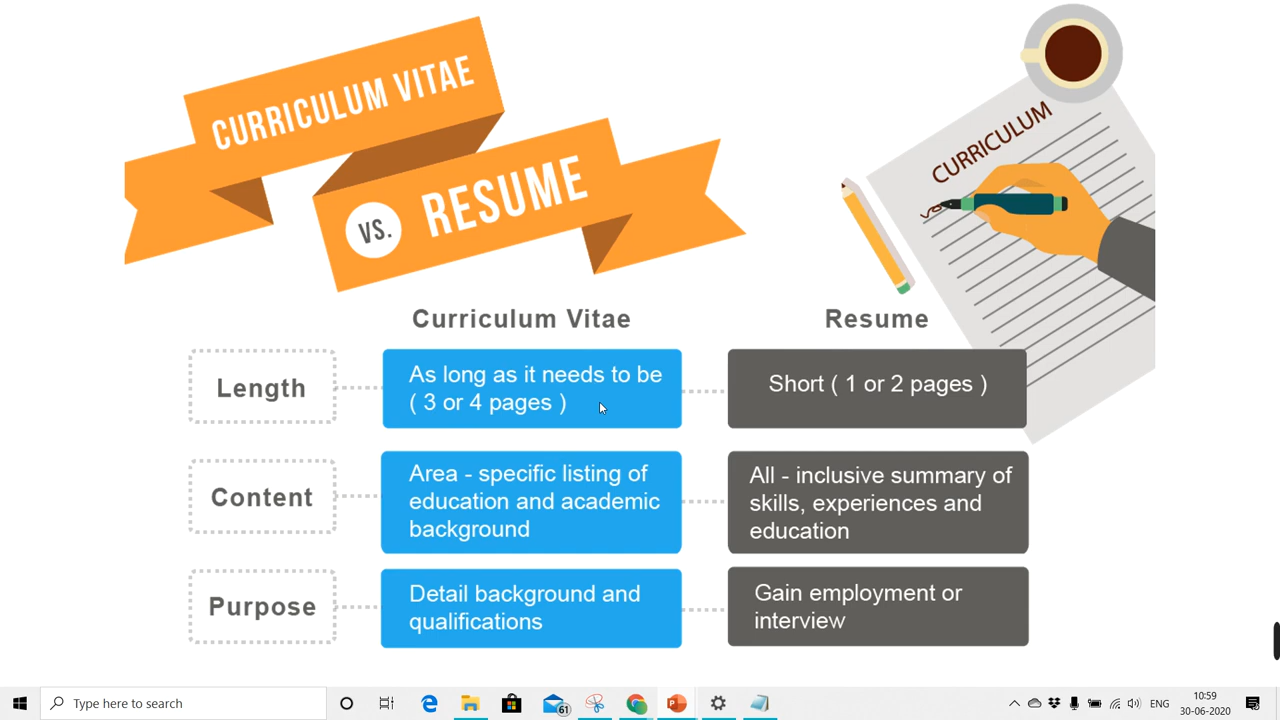 CURRICULUM VITAE
VS. RESUME
CURRICULUM
Curriculum Vitae
Resume
Length
As long as it needs to be
( 3 or 4 pages )
Short ( 1 or 2 pages )
Content
Area - specific listing of
education and academic
background
All - inclusive summary of
skills, experiences and
education
Purpose
Detail background and
qualifications
Gain employment or
interview
Type here to search
61
ENG
10:59
30-06-2020